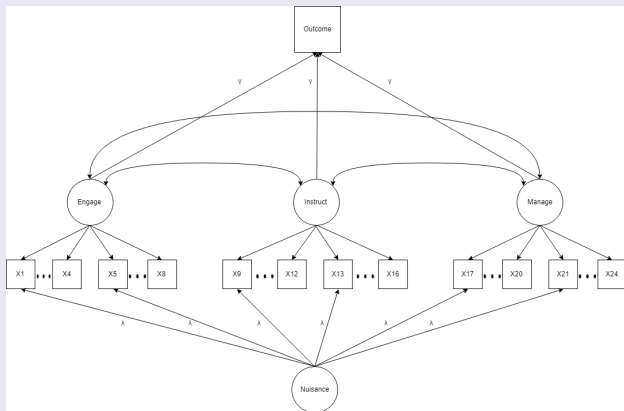 Outcome
γ γ γ
Engage Instruct Manage
X1 X4 X5 X8 X9 X12 X13 X16 X17 X20 X21 X24
λ λ λ λ λ λ
Nuisance